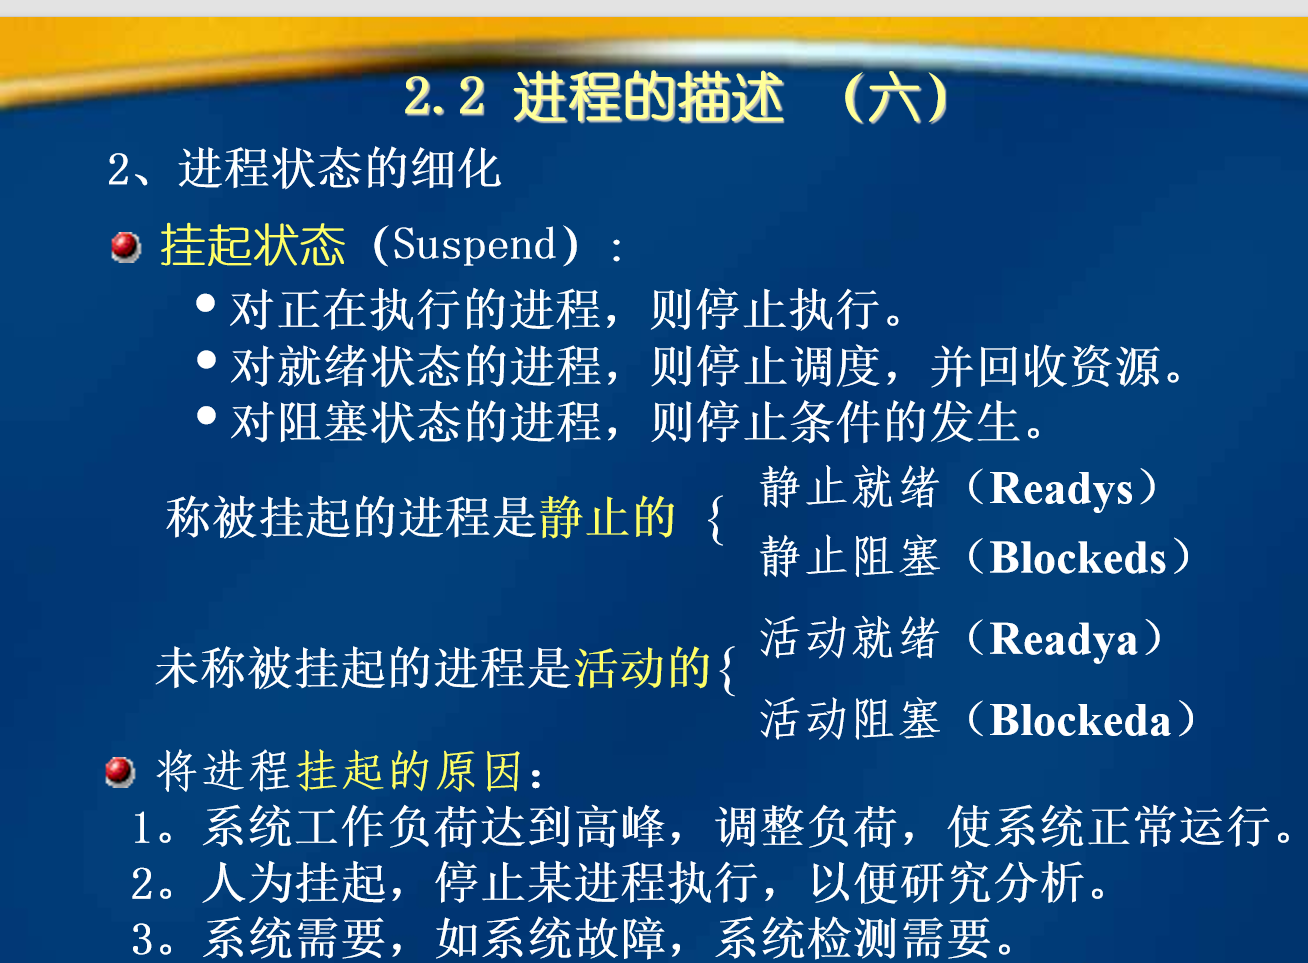 2.2 进程的描述 （六）
2、进程状态的细化
挂起状态（Suspend）：
•对正在执行的进程，则停止执行。
•对就绪状态的进程，则停止调度，并回收资源。
•对阻塞状态的进程，则停止条件的发生。
称被挂起的进程是静止的 {
静止就绪（Readys）
静止阻塞（Blockeds）
未称被挂起的进程是活动的{
活动就绪（Readya）
活动阻塞（Blockeda）
将进程挂起的原因：
1。系统工作负荷达到高峰，调整负荷，使系统正常运行。
2。人为挂起，停止某进程执行，以便研究分析。
3。系统需要，如系统故障，系统检测需要。